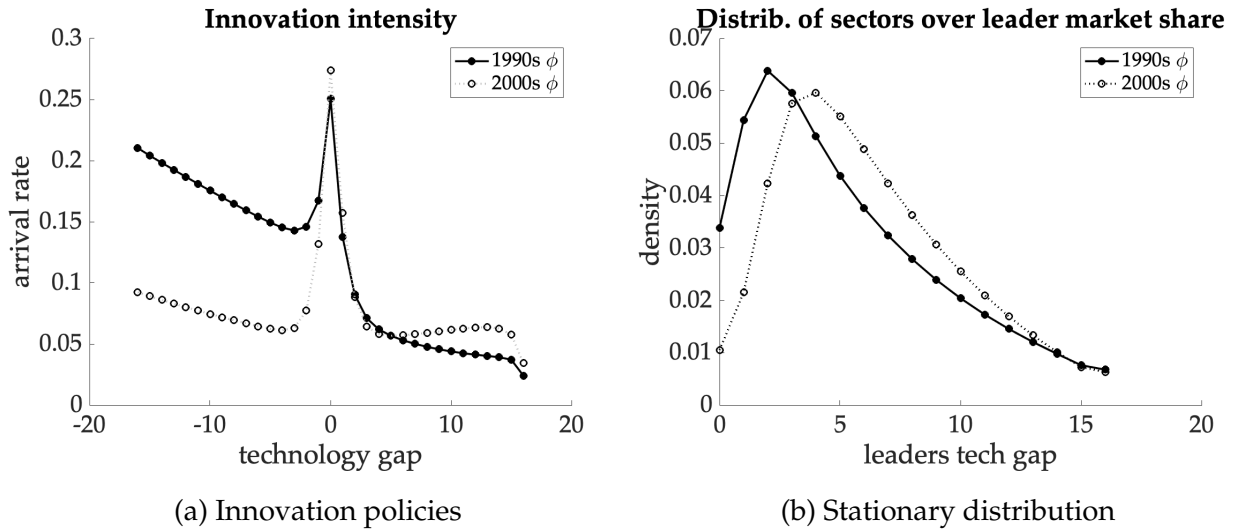 Innovation intensity
0.3
0.25
0.2
0.15
0.1
0.05
0
arrival rate
-20
-10
0
10
20
technology gap
1990s ϕ
2000s ϕ
(a) Innovation policies
Distrib. of sectors over leader market share
0.07
0.06
0.05
0.04
0.03
0.02
0.01
0
density
0
5
10
15
20
leaders tech gap
1990s ϕ
2000s ϕ
(b) Stationary distribution